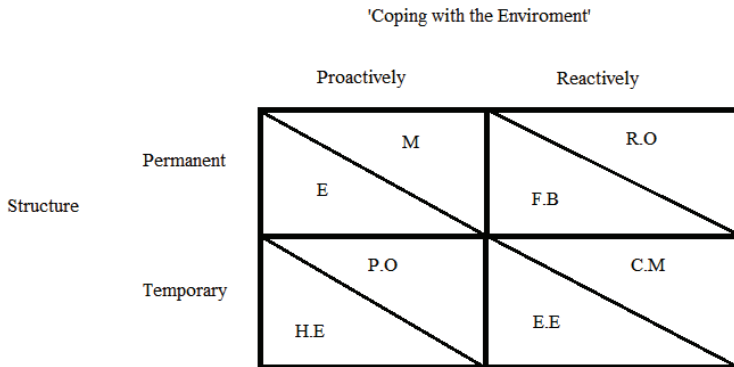 'Coping with the Enviroment'
Proactively Reactively
Permanent
M
R.O
E
F.B
Structure
P.O
C.M
Temporary
H.E
E.E